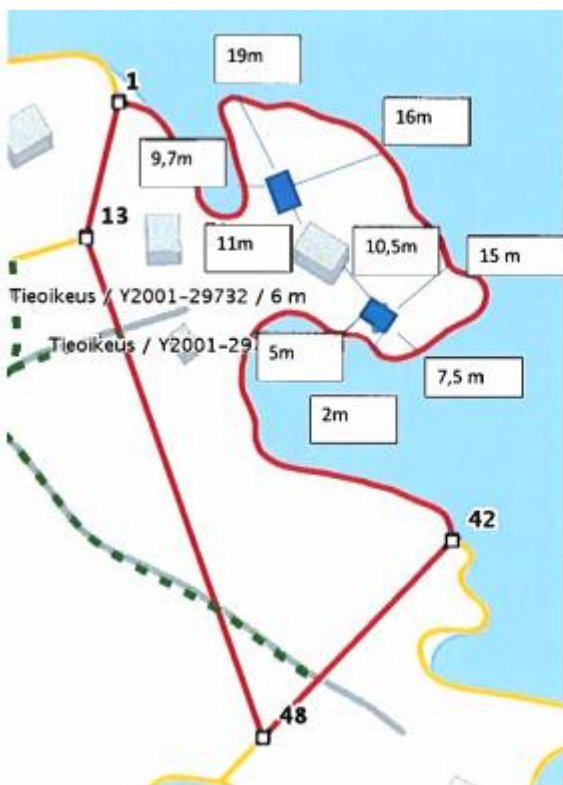 19m
1
16m
9,7m
13
11m
10,5m
15 m
Tieoikeus / Y2001-29732 / 6 m
Tieoikeus / Y2001-29
5m
7,5 m
2m
42
48